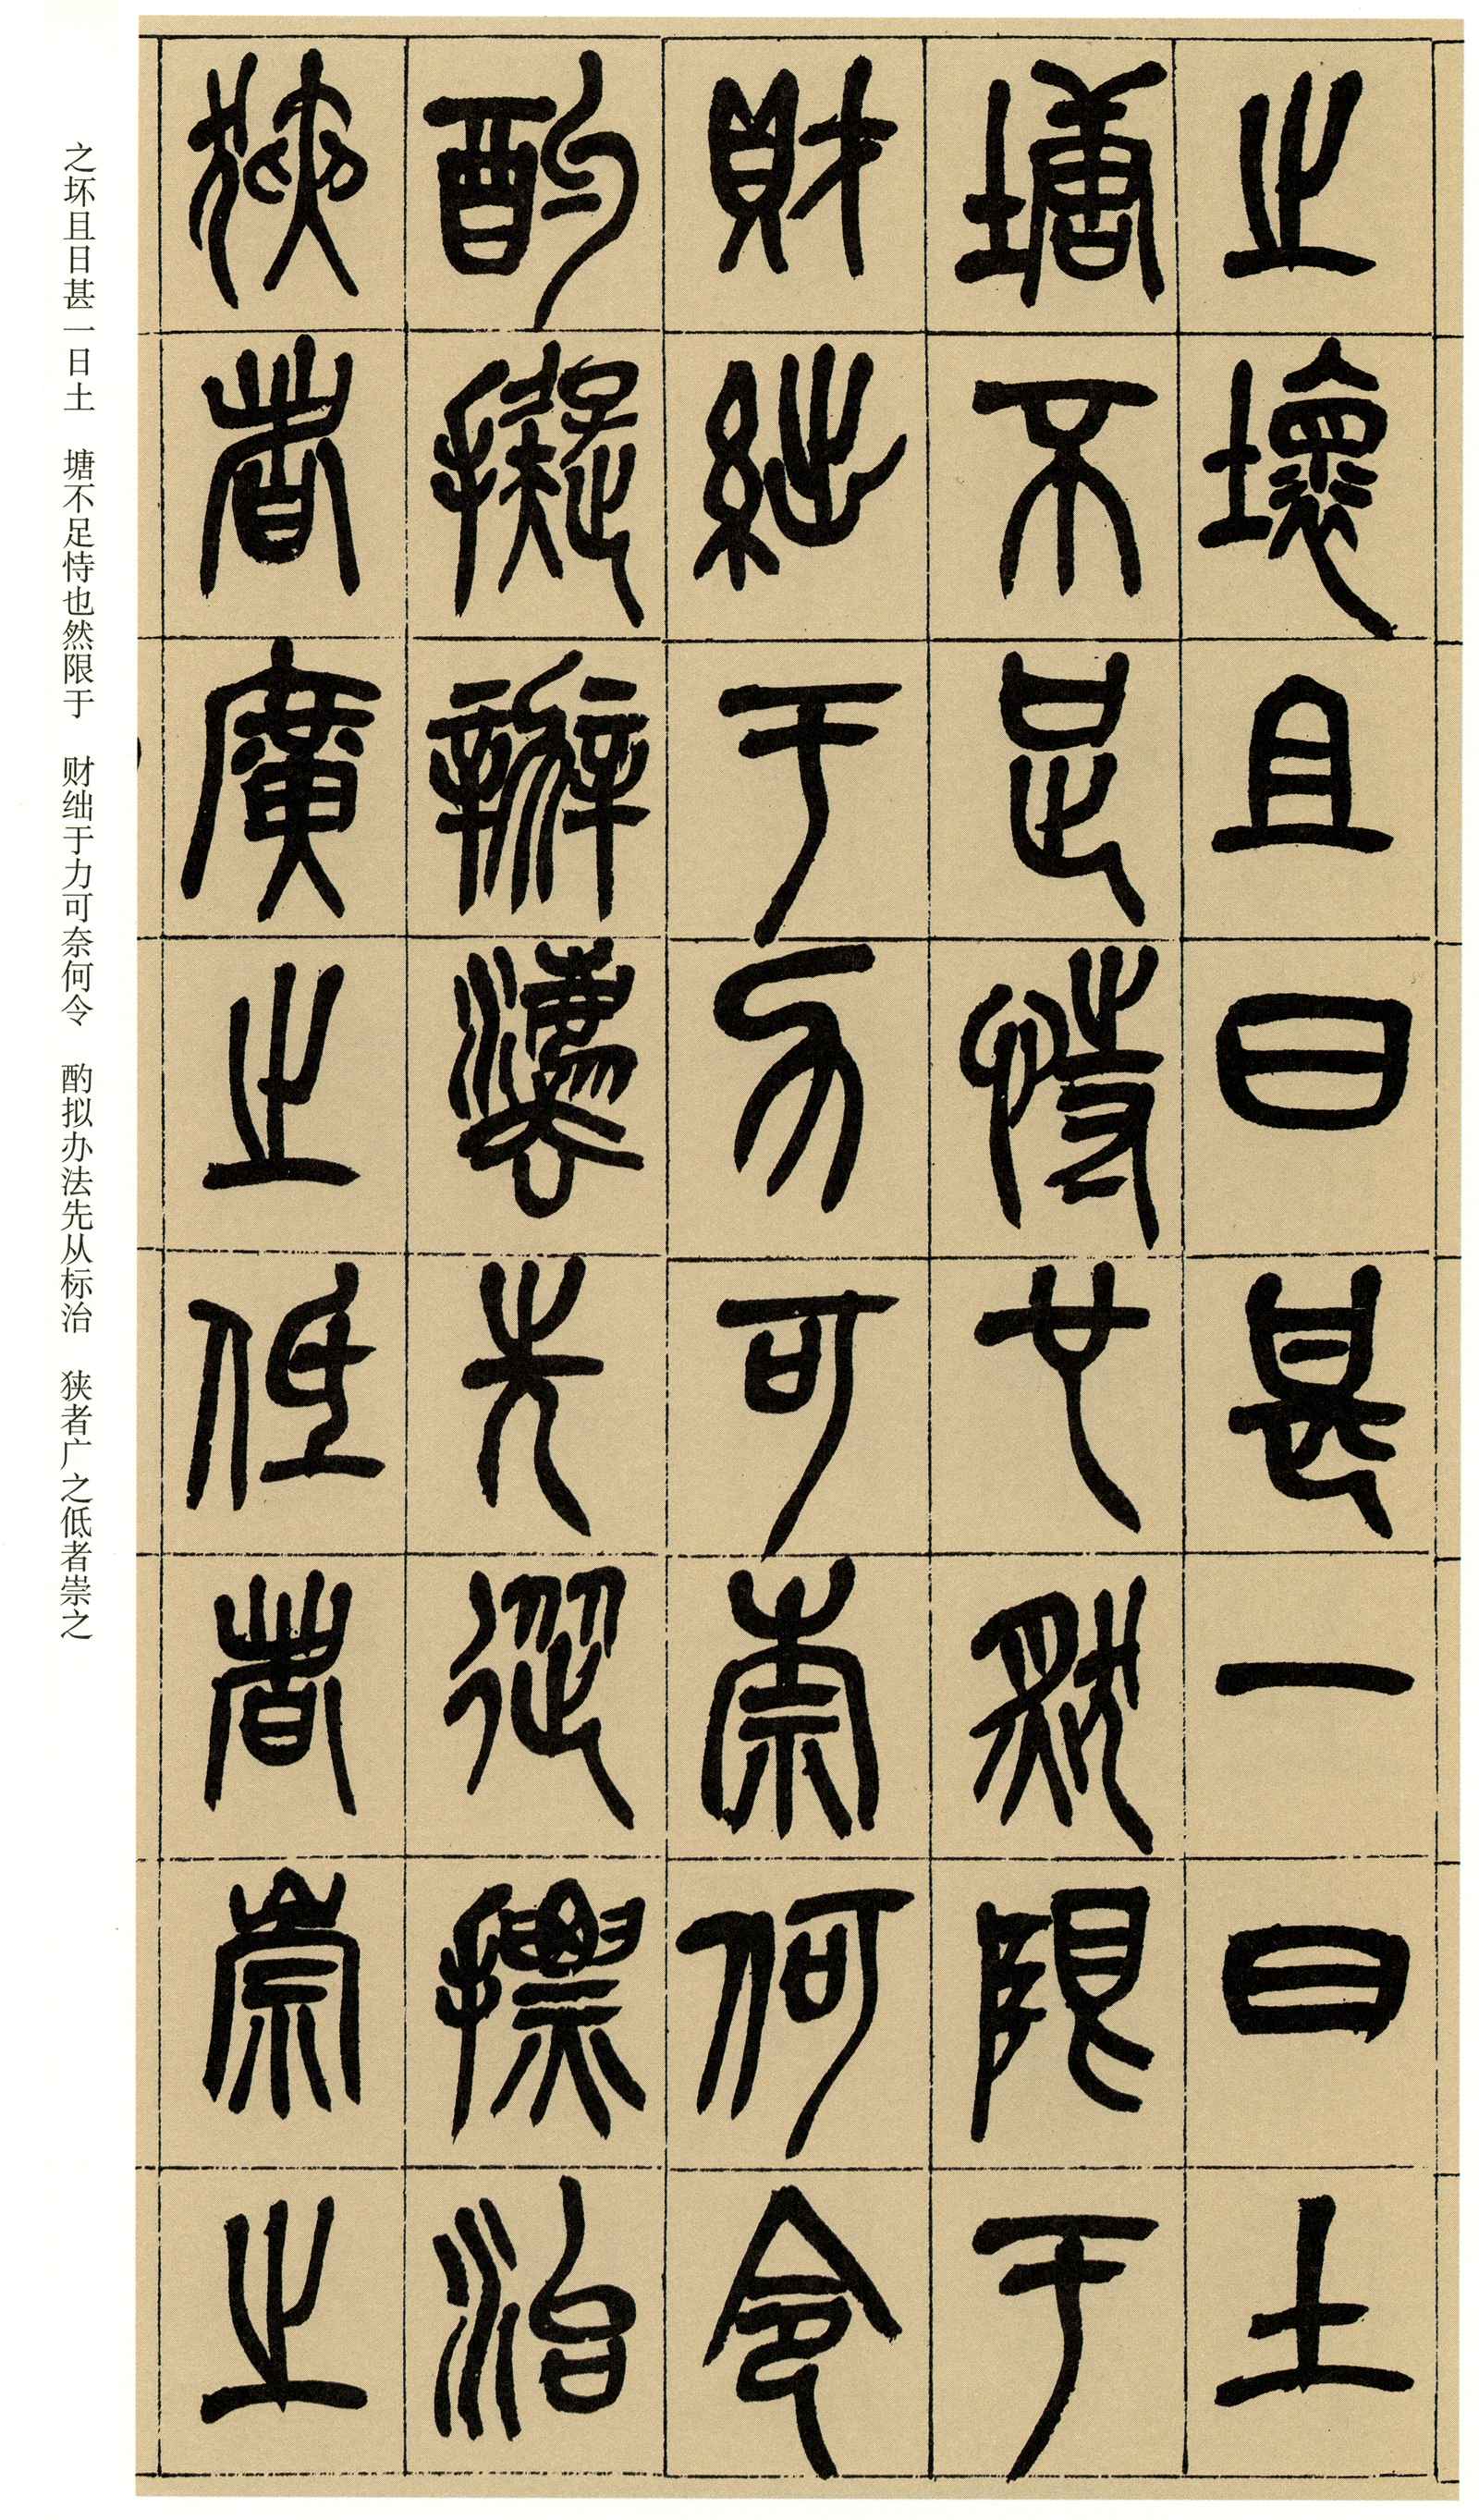 之壞且日甚一日土
塘不足恃也然限于
財絀于力可柰何令
酌擬辦灋先從標治
狹者廣之低者崇之
之坏且日甚一日土　塘不足恃也然限于　财绌于力可奈何令　酌拟办法先从标治　狭者广之低者崇之